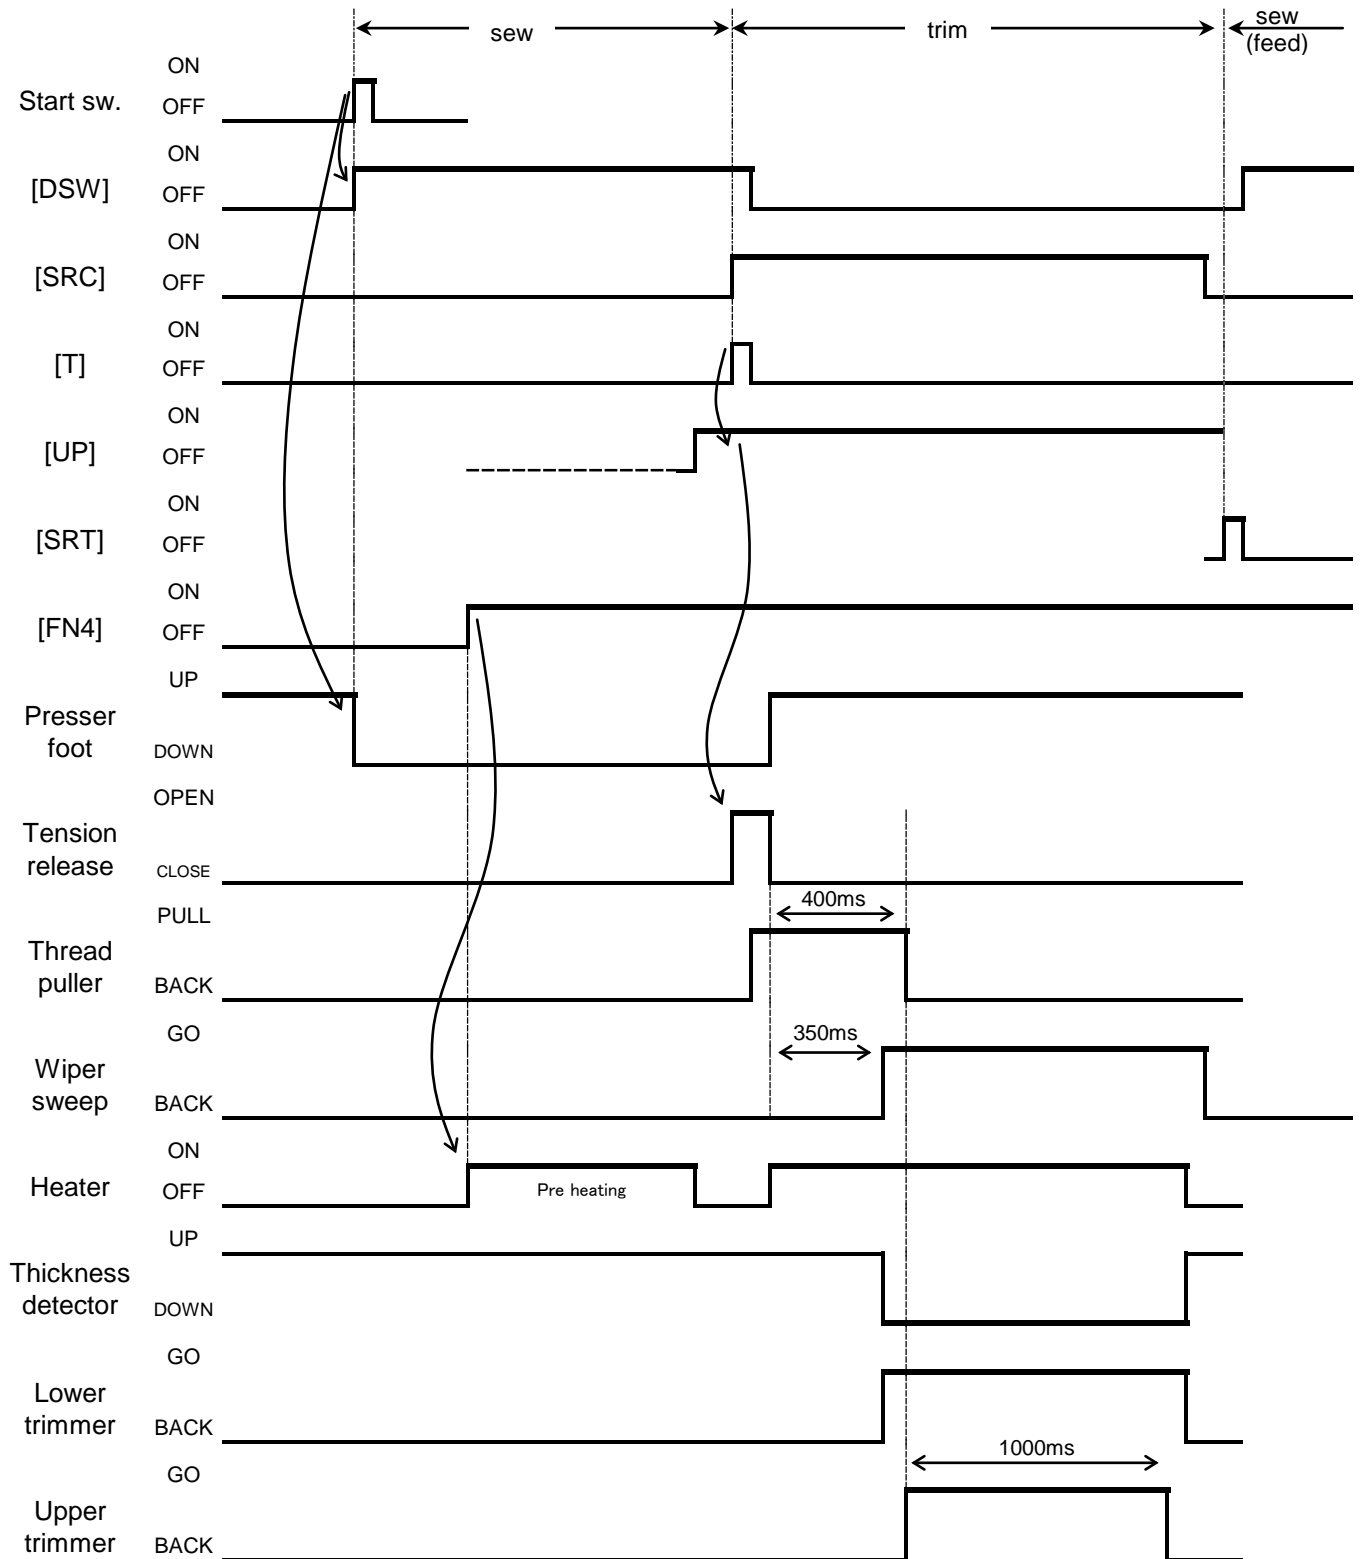 sew
trim
sew
(feed)
ON
Start sw.
OFF
ON
[DSW]
OFF
ON
[SRC]
OFF
ON
[T]
OFF
ON
[UP]
OFF
ON
[SRT]
OFF
ON
[FN4]
OFF
UP
Presser
foot
DOWN
OPEN
Tension
release
CLOSE
PULL
400ms
Thread
puller
BACK
GO
350ms
Wiper
sweep
BACK
ON
Heater
OFF
Pre heating
UP
Thickness
detector
DOWN
GO
Lower
trimmer
BACK
1000ms
GO
Upper
trimmer
BACK